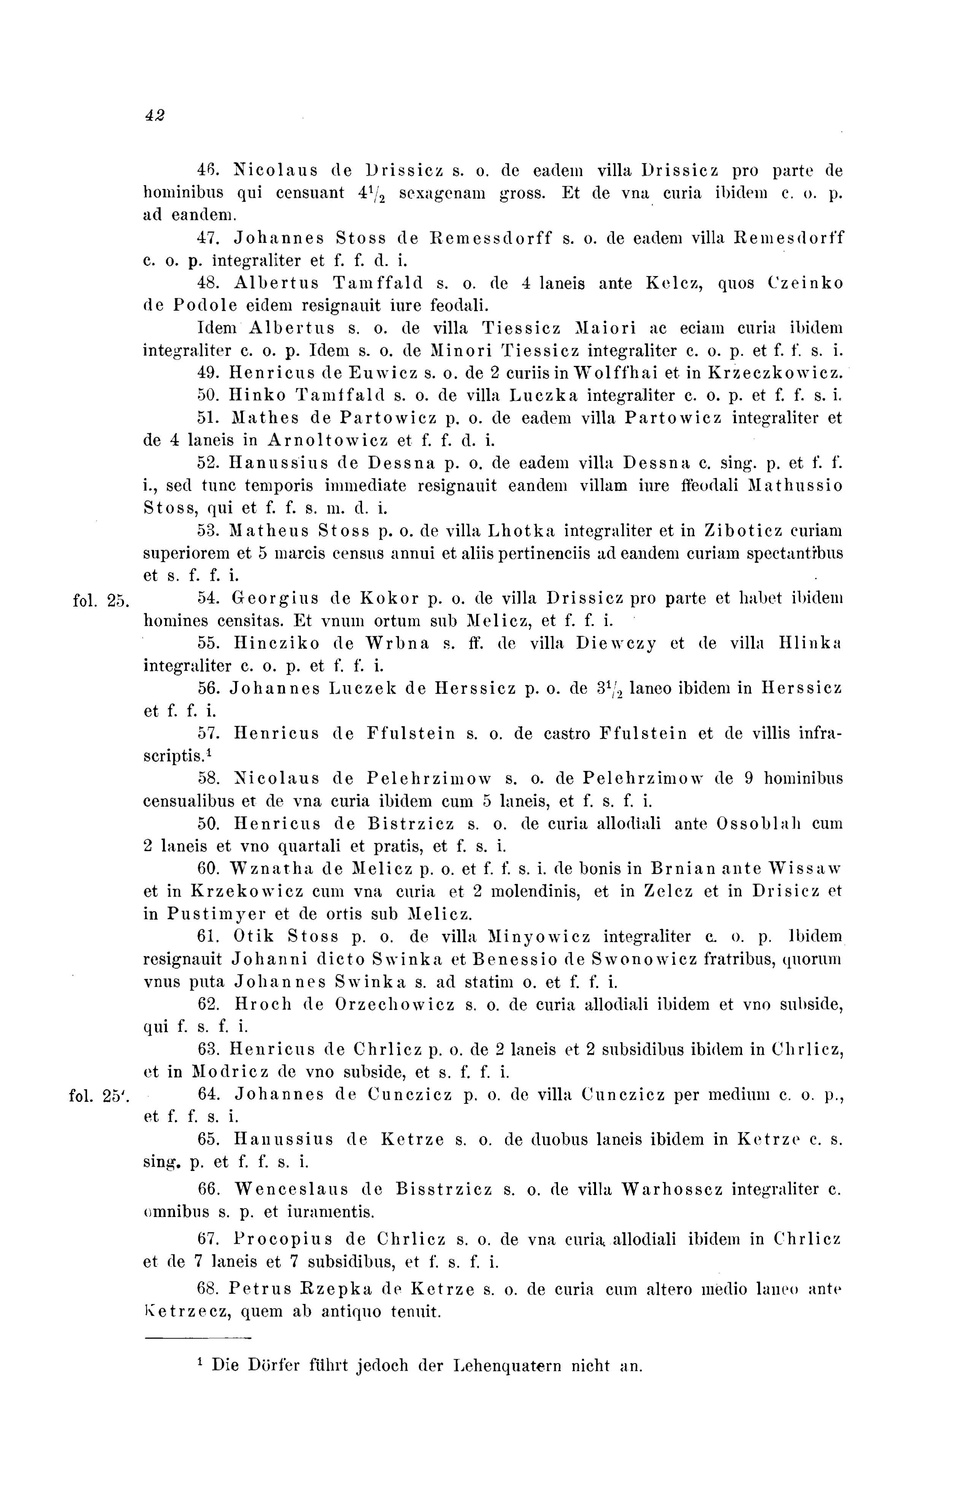 42
46. Nicolaus de Drissicz s. o. de eadem villa Drissicz pro parte de
hominibus qui censuant 4 1/2 sexagenam gross. Et de vna curia ibidem c. o. p.
ad eandem.
47. Johannes Stoss de Remessdorff s. o. de eadem villa Remesdorff
c. o. p. integraliter et f. f. d. i.
48. Albertus Tamffald s. o. de 4 laneis ante Kelcz, quos Czeinko
de Podole eidem resignauit iure feodali.
Idem Albertus s. o. de villa Tiessicz Maiori ac eciam curia ibidem
integraliter c. o. p. Idem s. o. de Minori Tiessicz integraliter c. o. p. et f. f. s. i.
49. Henricus de Euwicz s. o. de 2 curiis in Wolffhai et in Krzeczkowicz.
50. Hinko Tamffald s. o. de villa Luczka integraliter c. o. p. et f. f. s. i.
51. Mathes de Partowicz p. o. de eadem villa Partowicz integraliter et
de 4 laneis in Arnoltowicz et f. f. d. i.
52. Hanussius de Dessna p. o. de eadem villa Dessna c. sing. p. et f. f.
i., sed tunc temporis immediate resignauit eandem villam iure ffeodali Mathussio
Stoss, qui et f. f. s. m. d. i.
53. Matheus Stoss p. o. de villa Lhotka integraliter et in Ziboticz curiam
superiorem et 5 marcis census annui et aliis pertinenciis ad eandem curiam spectantibus
et s. f. f. i.
fol. 25. 54. Georgius de Kokor p. o. de villa Drissicz pro parte et habet ibidem
homines censitas. Et vnum ortum sub Melicz, et f. f. i.
55. Hincziko de Wrbna s. ff. de villa Diewczy et de villa Hlinka
integraliter c. o. p. et f. f. i.
56. Johannes Luczek de Herssicz p. o. de 3 1/2 laneo ibidem in Herssicz
et f. f. i.
57. Henricus de Ffulstein s. o. de castro Ffulstein et de villis infra-
scriptis.¹
58. Nicolaus de Pelehrzimow s. o. de Pelehrzimow de 9 hominibus
censualibus et de vna curia ibidem cum 5 laneis, et f. s. f. i.
50. Henricus de Bistrzicz s. o. de curia allodiali ante Ossoblah cum
2 laneis et vno quartali et pratis, et f. s. i.
60. Wznatha de Melicz p. o. et f. f. s. i. de bonis in Brnian ante Wissaw
et in Krzekowicz cum vna curia et 2 molendinis, et in Zelcz et in Drisicz et
in Pustimyer et de ortis sub Melicz.
61. Otik Stoss p. o. de villa Minyowicz integraliter c. o. p. Ibidem
resignauit Johanni dicto Swinka et Benessio de Swonowicz fratribus, quorum
vnus puta Johannes Swinka s. ad statim o. et f. f. i.
62. Hroch de Orzechowicz s. o. de curia allodiali ibidem et vno subside,
qui f. s. f. i.
63. Henricus de Chrlicz p. o. de 2 laneis et 2 subsidibus ibidem in Chrlicz,
et in Modricz de vno subside, et s. f. f. i.
fol. 25′. 64. Johannes de Cunczicz p. o. de villa Cunczicz per medium c. o. p.,
et f. f. s. i.
65. Hanussius de Ketrze s. o. de duobus laneis ibidem in Ketrze c. s.
sing. p. et f. f. s. i.
66. Wenceslaus de Bisstrzicz s. o. de villa Warhosscz integraliter c.
omnibus s. p. et iuramentis.
67. Procopius de Chrlicz s. o. de vna curia allodiali ibidem in Chrlicz
et de 7 laneis et 7 subsidibus, et f. s. f. i.
68. Petrus Rzepka de Ketrze s. o. de curia cum altero medio laneo ante
Ketrzecz, quem ab antiquo tenuit.
¹ Die Dörfer führt jedoch der Lehenquatern nicht an.